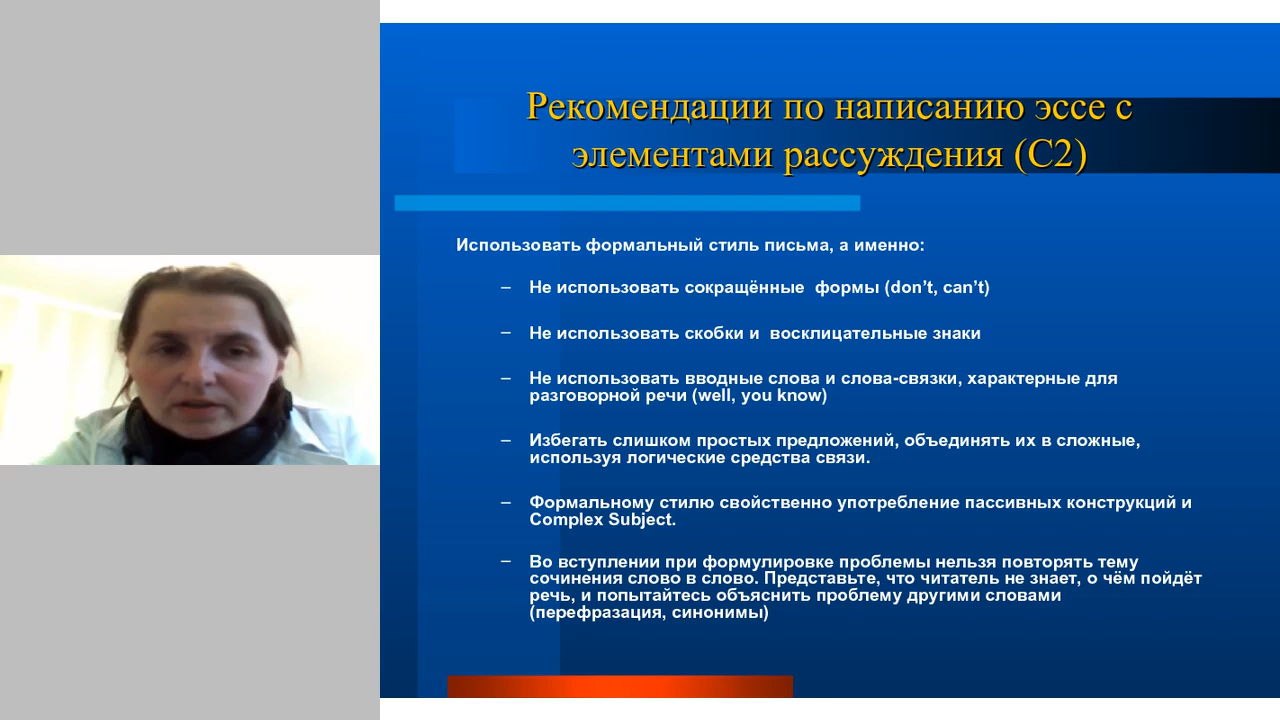 Рекомендации по написанию эссе с
элементами рассуждения (С2)
Использовать формальный стиль письма, а именно:
– Не использовать сокращённые  формы (don’t, can’t)
– Не использовать скобки и  восклицательные знаки
– Не использовать вводные слова и слова-связки, характерные для
разговорной речи (well, you know)
– Избегать слишком простых предложений, объединять их в сложные,
используя логические средства связи.
– Формальному стилю свойственно употребление пассивных конструкций и
Complex Subject.
– Во вступлении при формулировке проблемы нельзя повторять тему
сочинения слово в слово. Представьте, что читатель не знает, о чём пойдёт
речь, и попытайтесь объяснить проблему другими словами
(перефразация, синонимы)